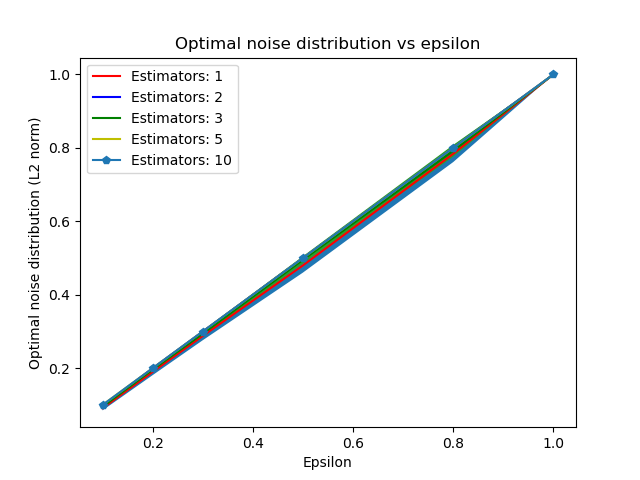 Optimal noise distribution vs epsilon
Estimators: 1
Estimators: 2
Estimators: 3
Estimators: 5
Estimators: 10
Optimal noise distribution (L2 norm)
1.0
0.8
0.6
0.4
0.2
0.2 0.4 0.6 0.8 1.0
Epsilon